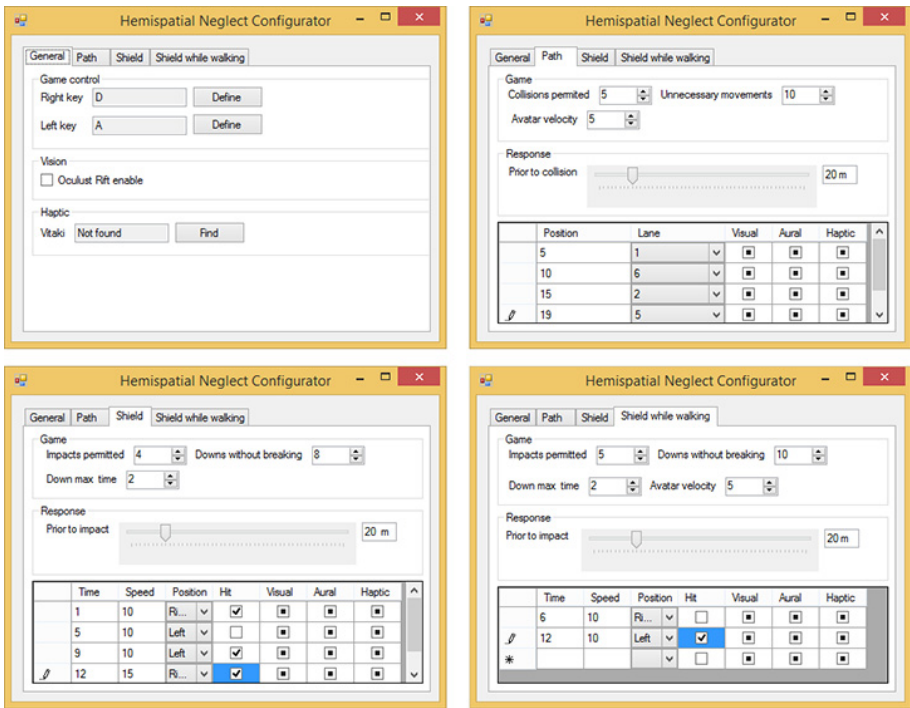 Hemispatial Neglect Configurator
General Path Shield Shield while walking
Game control
Right key D Define
Left key A Define
Vision
Oculust Rift enable
Haptic
Vitaki Not found Find
Hemispatial Neglect Configurator
General Path Shield Shield while walking
Game
Collisions permited 5 Unnecessary movements 10
Avatar velocity 5
Response
Prior to collision 20 m
Position Lane Visual Aural Haptic
5 1
10 6
15 2
19 5
Hemispatial Neglect Configurator
General Path Shield Shield while walking
Game
Impacts permitted 4 Downs without breaking 8
Down max time 2
Response
Prior to impact 20 m
Time Speed Position Hit Visual Aural Haptic
1 10 Ri...
5 10 Left
9 10 Left
12 15 Ri...
Hemispatial Neglect Configurator
General Path Shield Shield while walking
Game
Impacts permitted 5 Downs without breaking 10
Down max time 2 Avatar velocity 5
Response
Prior to impact 20 m
Time Speed Position Hit Visual Aural Haptic
6 10 Ri...
12 10 Left